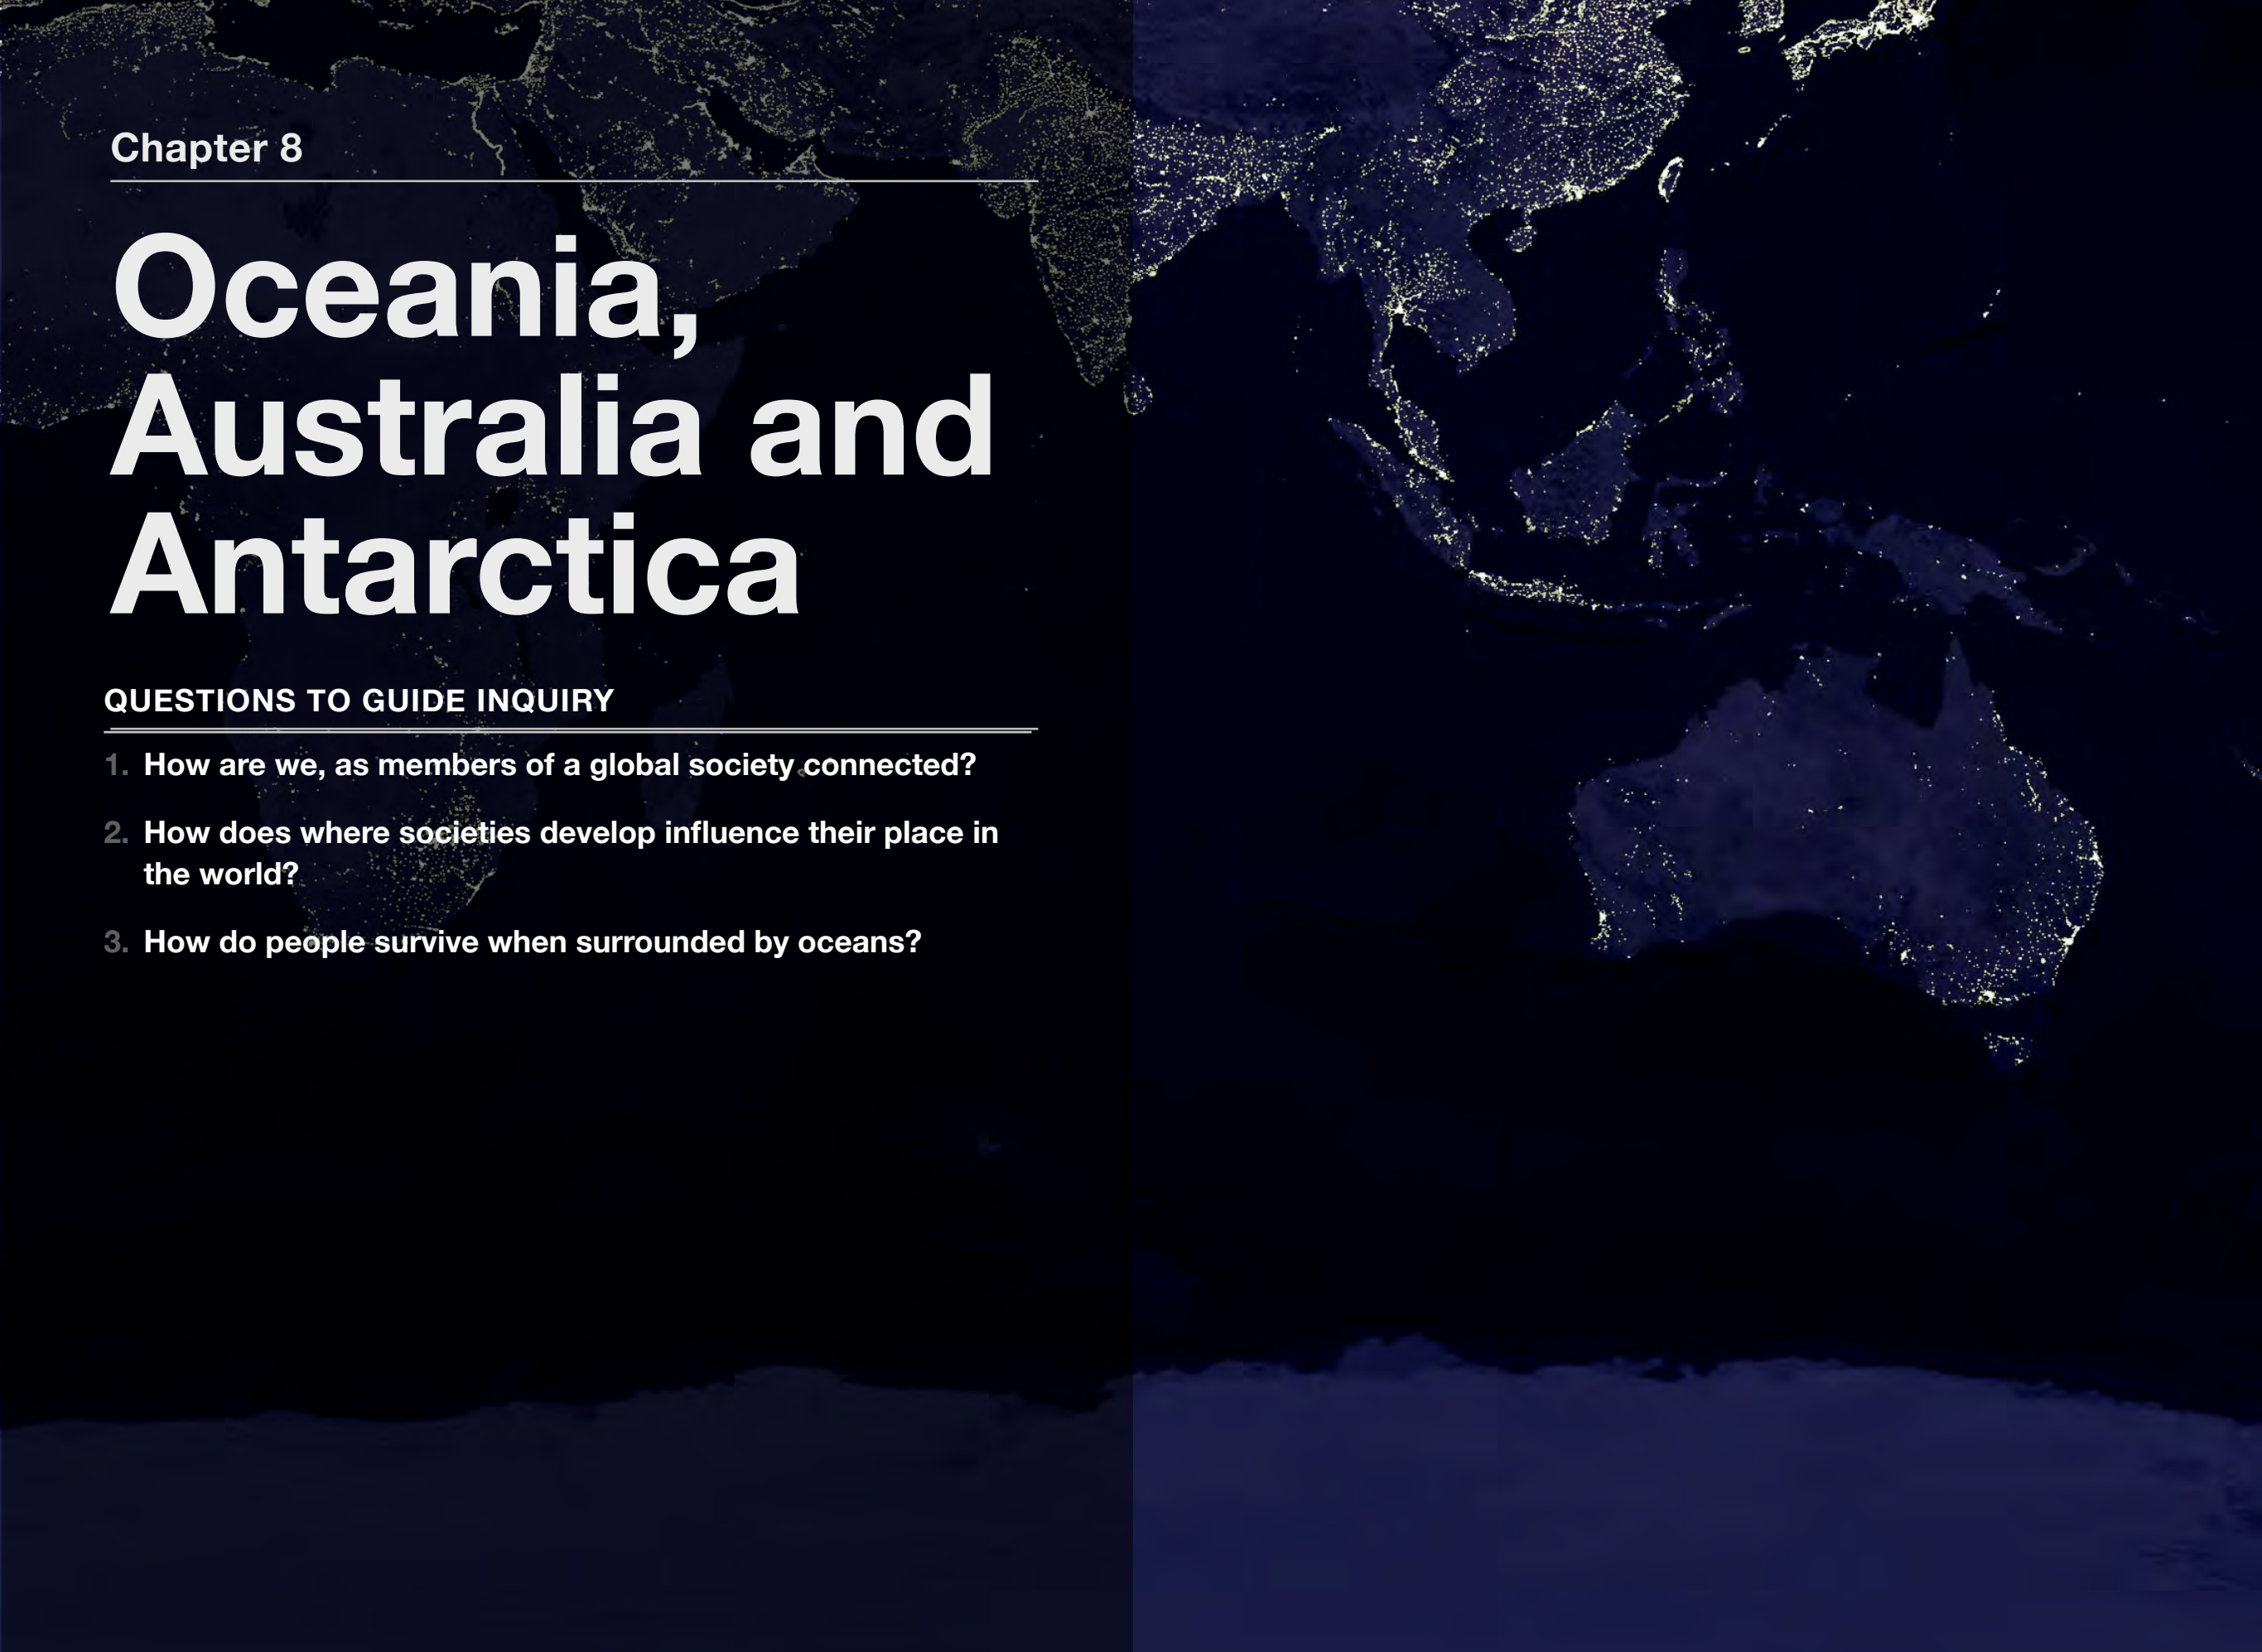 Chapter 8
Oceania,
Australia and
Antarctica
QUESTIONS TO GUIDE INQUIRY
1. How are we, as members of a global society connected?
2. How does where societies develop influence their place in
the world?
3. How do people survive when surrounded by oceans?